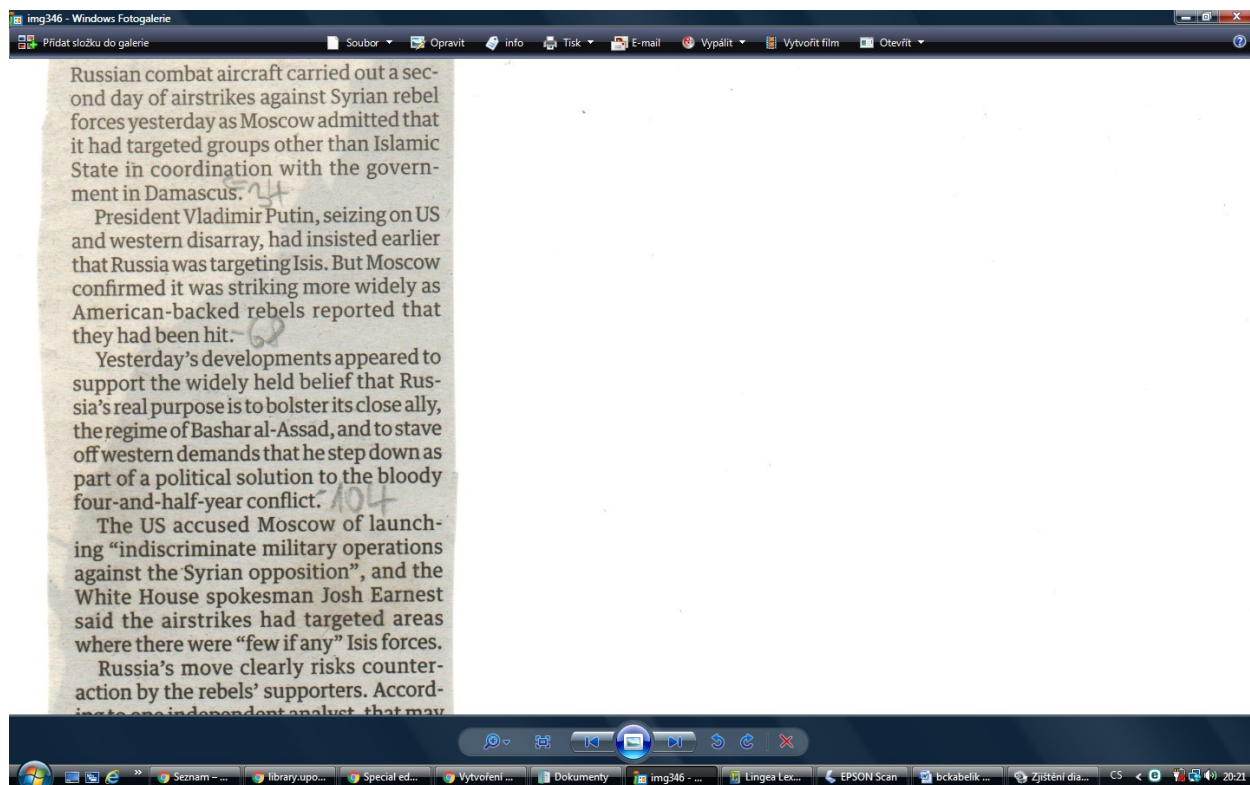 img346 - Windows Fotogalerie
Přidat složku do galerie Soubor Opravit info Tisk E-mail Vypálit Vytvořit film Otevřít
Russian combat aircraft carried out a sec-
ond day of airstrikes against Syrian rebel
forces yesterday as Moscow admitted that
it had targeted groups other than Islamic
State in coordination with the govern-
ment in Damascus. =34
President Vladimir Putin, seizing on US
and western disarray, had insisted earlier
that Russia was targeting Isis. But Moscow
confirmed it was striking more widely as
American-backed rebels reported that
they had been hit. -68
Yesterday's developments appeared to
support the widely held belief that Rus-
sia's real purpose is to bolster its close ally,
the regime of Bashar al-Assad, and to stave
off western demands that he step down as
part of a political solution to the bloody
four-and-half-year conflict. -104
The US accused Moscow of launch-
ing “indiscriminate military operations
against the Syrian opposition”, and the
White House spokesman Josh Earnest
said the airstrikes had targeted areas
where there were “few if any” Isis forces.
Russia's move clearly risks counter-
action by the rebels' supporters. Accord-
ing to one independent analyst, that may
Seznam – ... library.upo... Special ed... Vytvoření ... Dokumenty img346 - ... Lingea Lex... EPSON Scan bckabelik ... Zjištění dia... CS 20:21